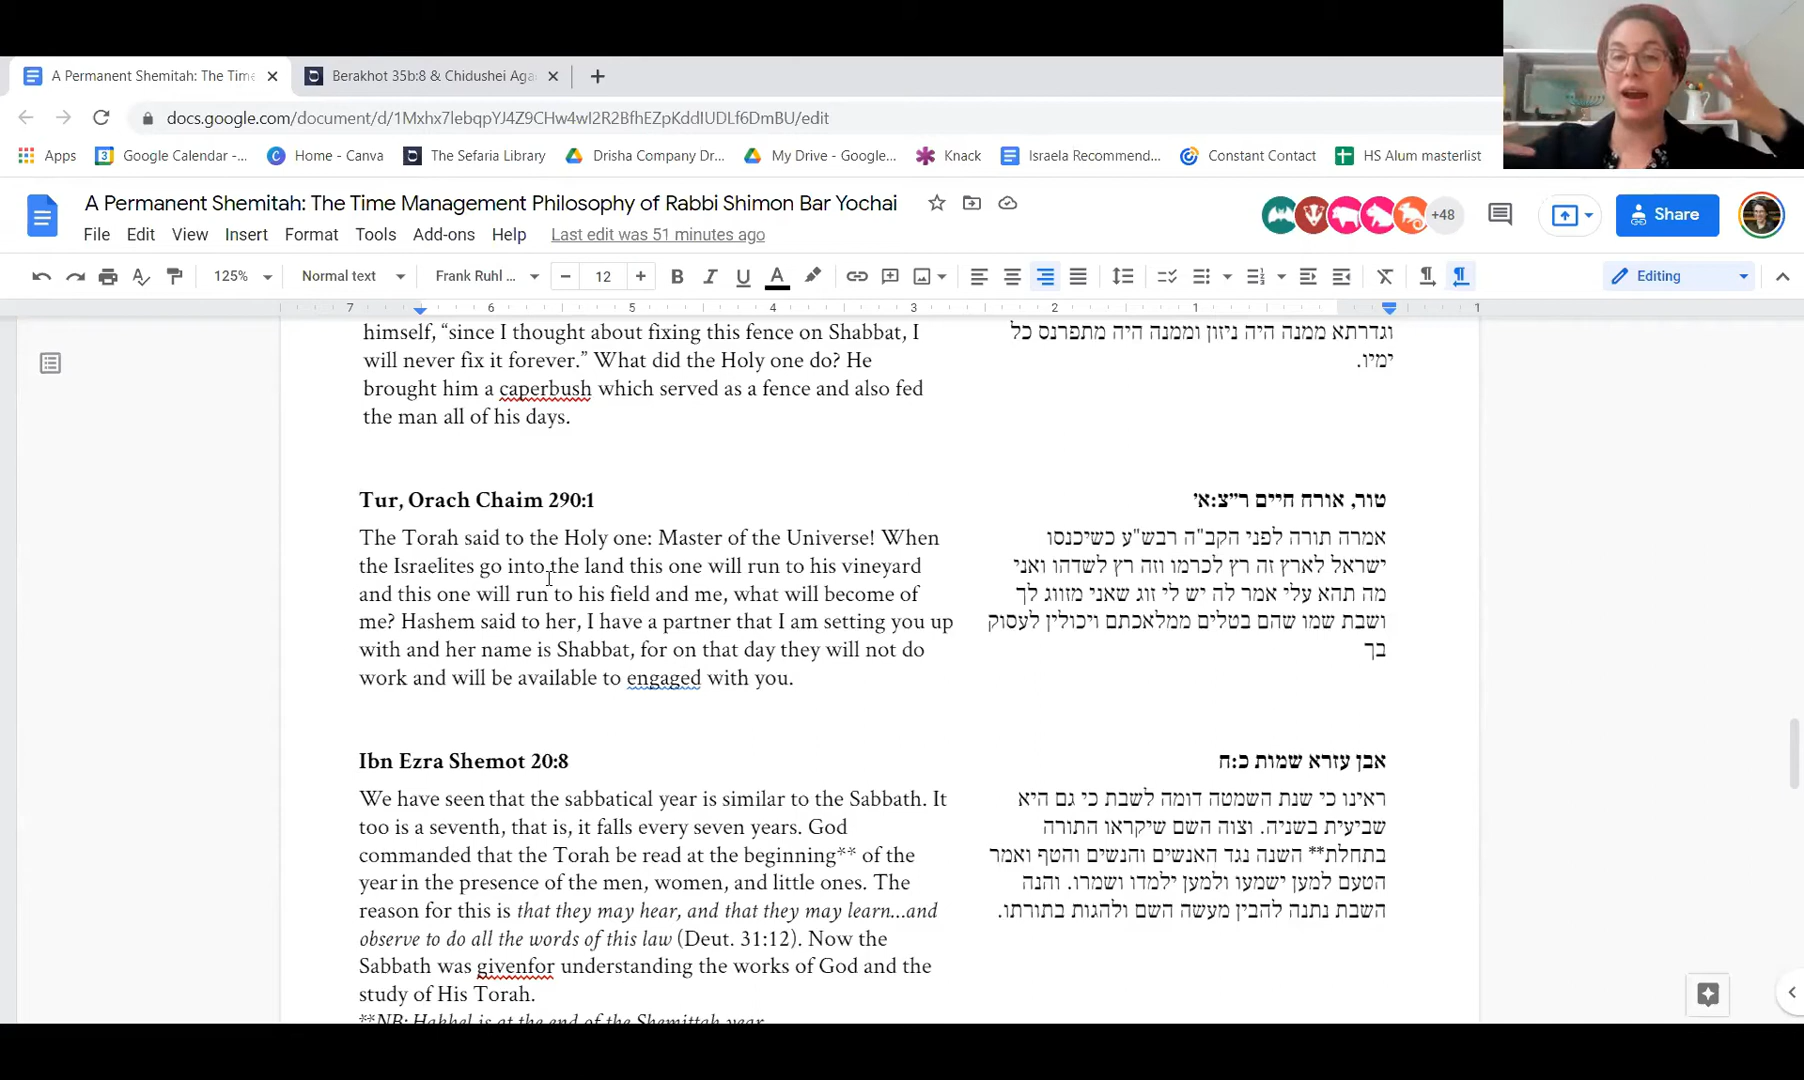 A Permanent Shemitah: The Time
Berakhot 35b:8 & Chidushei Aga
docs.google.com/document/d/1Mxhx7lebqpYJ4Z9CHw4wI2R2BfhEZpKddIUDLf6DmBU/edit
Apps
Google Calendar -...
Home - Canva
The Sefaria Library
Drisha Company Dr...
My Drive - Google...
Knack
Israela Recommend...
Constant Contact
HS Alum masterlist
A Permanent Shemitah: The Time Management Philosophy of Rabbi Shimon Bar Yochai
+48
Share
File Edit View Insert Format Tools Add-ons Help Last edit was 51 minutes ago
125% Normal text Frank Ruhl ... 12 B I U A Editing
7 6 5 4 3 2 1 1
himself, “since I thought about fixing this fence on Shabbat, I
will never fix it forever.” What did the Holy one do? He
brought him a caperbush which served as a fence and also fed
the man all of his days.
וגדרתא ממנה היה ניזון וממנה היה מתפרנס כל
ימיו.
Tur, Orach Chaim 290:1
The Torah said to the Holy one: Master of the Universe! When
the Israelites go into the land this one will run to his vineyard
and this one will run to his field and me, what will become of
me? Hashem said to her, I have a partner that I am setting you up
with and her name is Shabbat, for on that day they will not do
work and will be available to engaged with you.
טור, אורח חיים ר״צ:א׳
אמרה תורה לפני הקב"ה רבש"ע כשיכנסו
ישראל לארץ זה רץ לכרמו וזה רץ לשדהו ואני
מה תהא עלי אמר לה יש לי זוג שאני מזווג לך
ושבת שמו שהם בטלים ממלאכתם ויכולין לעסוק
בך
Ibn Ezra Shemot 20:8
We have seen that the sabbatical year is similar to the Sabbath. It
too is a seventh, that is, it falls every seven years. God
commanded that the Torah be read at the beginning** of the
year in the presence of the men, women, and little ones. The
reason for this is that they may hear, and that they may learn...and
observe to do all the words of this law (Deut. 31:12). Now the
Sabbath was givenfor understanding the works of God and the
study of His Torah.
**NB: Hakhel is at the end of the Shemittah year
אבן עזרא שמות כ:ח
ראינו כי שנת השמטה דומה לשבת כי גם היא
שביעית בשניה. וצוה השם שיקראו התורה
בתחלת** השנה נגד האנשים והנשים והטף ואמר
הטעם למען ישמעו ולמען ילמדו ושמרו. והנה
השבת נתנה להבין מעשה השם ולהגות בתורתו.